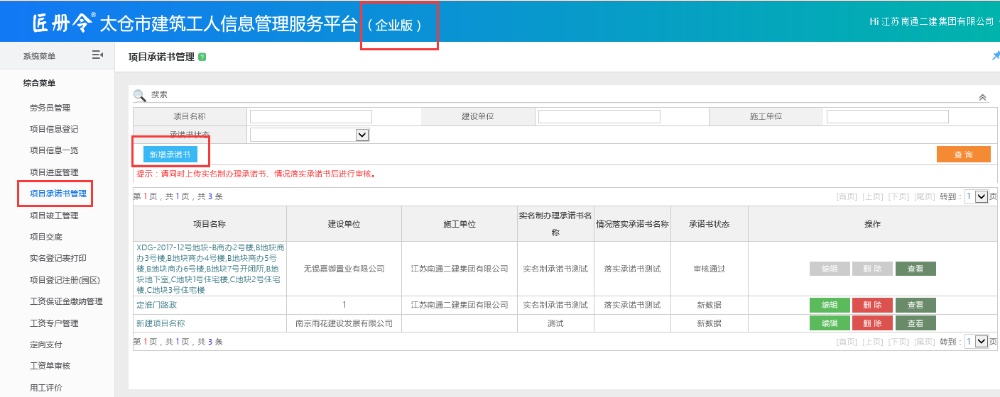 匠册令® 太仓市建筑工人信息管理服务平台（企业版）
Hi 江苏南通二建集团有限公司
系统菜单
项目承诺书管理 ?
综合菜单
劳务员管理
项目信息登记
项目信息一览
项目进度管理
项目承诺书管理
项目竣工管理
项目交底
实名登记表打印
项目登记注册(园区)
工资保证金缴纳管理
工资专户管理
定向支付
工资单审核
用工评价
搜索
项目名称 建设单位 施工单位
承诺书状态
新增承诺书 查 询
提示：请同时上传实名制办理承诺书、情况落实承诺书后进行审核。
第 1 页，共 1 页，共 3 条 [首页] [上页] [下页] [尾页] 转到： 1 页
项目名称 建设单位 施工单位 实名制办理承诺书名
称 情况落实承诺书名称 承诺书状态 操作
XDG-2017-12号地块-B商办2号楼,B地块商
办3号楼,B地块商办4号楼,B地块商办5号
楼,B地块商办6号楼,B地块7号开闭所,B地
块地下室,C地块1号住宅楼,C地块2号住宅
楼,C地块3号住宅楼
无锡嘉御置业有限公司 江苏南通二建集团有限公司 实名制承诺书测试 落实承诺书测试 审核通过 编辑 删 除 查看
定淮门路政 1 江苏南通二建集团有限公司 实名制承诺书测试 落实承诺书测试 新数据 编辑 删 除 查看
新建项目名称 南京雨花建设发展有限公司 测试 新数据 编辑 删 除 查看
第 1 页，共 1 页，共 3 条 [首页] [上页] [下页] [尾页] 转到： 1 页